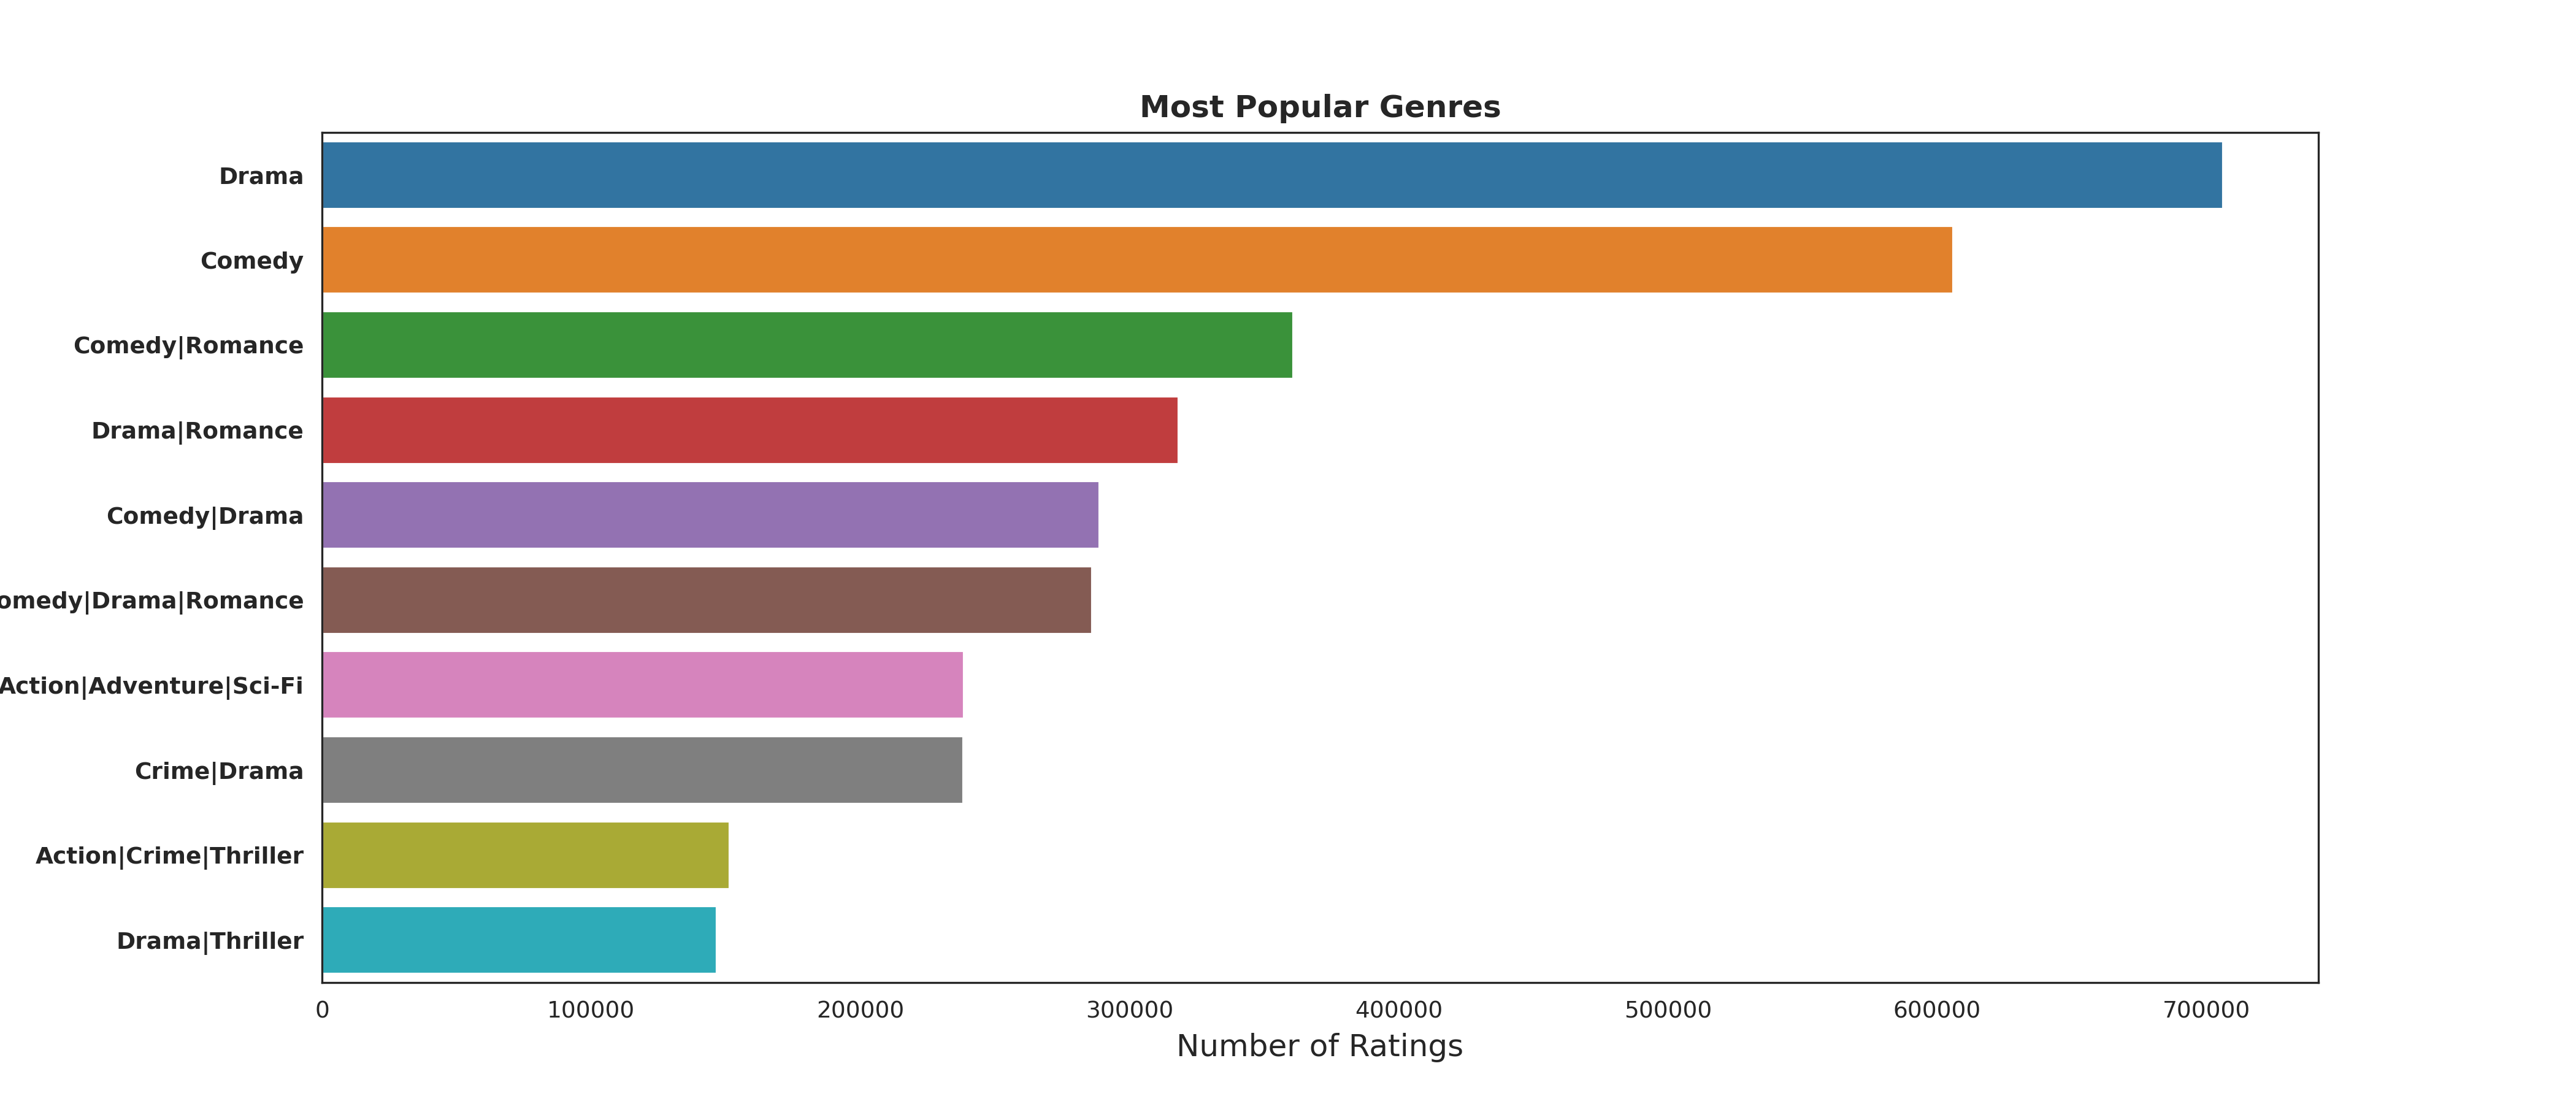 Most Popular Genres
Drama
Comedy
Comedy|Romance
Drama|Romance
Comedy|Drama
omedy|Drama|Romance
Action|Adventure|Sci-Fi
Crime|Drama
Action|Crime|Thriller
Drama|Thriller
0 100000 200000 300000 400000 500000 600000 700000
Number of Ratings